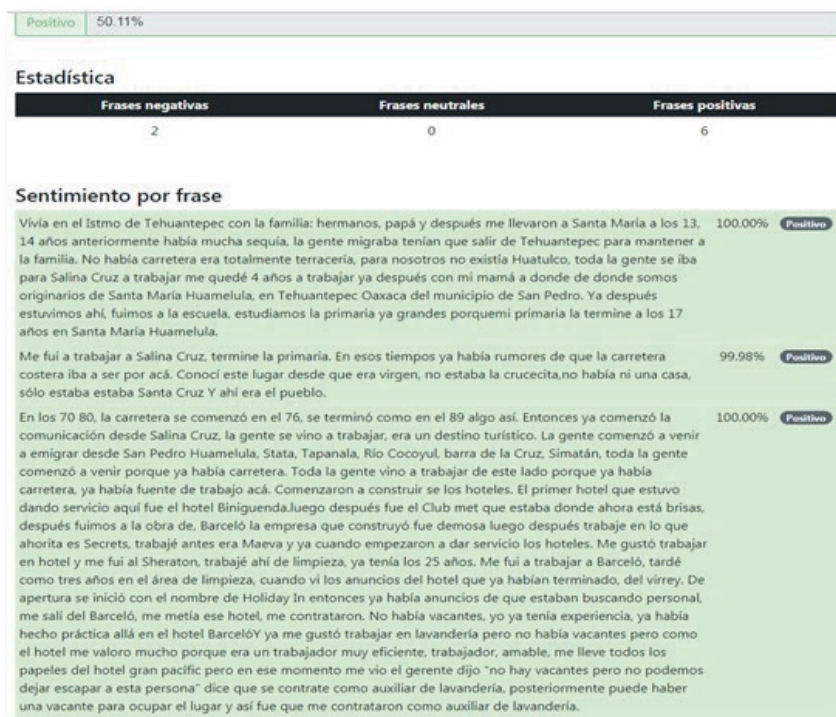 Positivo 50.11%
Estadística
Frases negativas Frases neutrales Frases positivas
2 0 6
Sentimiento por frase
Vivía en el Istmo de Tehuantepec con la familia: hermanos, papá y después me llevaron a Santa María a los 13, 100.00% Positivo
14 años anteriormente había mucha sequía, la gente migraba tenían que salir de Tehuantepec para mantener a
la familia. No había carretera era totalmente terracería, para nosotros no existía Huatulco, toda la gente se iba
para Salina Cruz a trabajar me quedé 4 años a trabajar ya después con mi mamá a donde de donde somos
originarios de Santa María Huamelula, en Tehuantepec Oaxaca del municipio de San Pedro. Ya después
estuvimos ahí, fuimos a la escuela, estudiamos la primaria ya grandes porquemi primaria la termine a los 17
años en Santa María Huamelula.
Me fui a trabajar a Salina Cruz, termine la primaria. En esos tiempos ya había rumores de que la carretera 99.98% Positivo
costera iba a ser por acá. Conocí este lugar desde que era virgen, no estaba la crucecita,no había ni una casa,
sólo estaba estaba Santa Cruz Y ahí era el pueblo.
En los 70 80, la carretera se comenzó en el 76, se terminó como en el 89 algo así. Entonces ya comenzó la 100.00% Positivo
comunicación desde Salina Cruz, la gente se vino a trabajar, era un destino turístico. La gente comenzó a venir
a emigrar desde San Pedro Huamelula, Stata, Tapanala, Río Cocoyul, barra de la Cruz, Simatán, toda la gente
comenzó a venir porque ya había carretera. Toda la gente vino a trabajar de este lado porque ya había
carretera, ya había fuente de trabajo acá. Comenzaron a construir se los hoteles. El primer hotel que estuvo
dando servicio aquí fue el hotel Biniguenda.luego después fue el Club met que estaba donde ahora está brisas,
después fuimos a la obra de, Barceló la empresa que construyó fue demosa luego después trabaje en lo que
ahorita es Secrets, trabajé antes era Maeva y ya cuando empezaron a dar servicio los hoteles. Me gustó trabajar
en hotel y me fui al Sheraton, trabajé ahí de limpieza, ya tenía los 25 años. Me fui a trabajar a Barceló, tardé
como tres años en el área de limpieza, cuando vi los anuncios del hotel que ya habían terminado, del virrey. De
apertura se inició con el nombre de Holiday In entonces ya había anuncios de que estaban buscando personal,
me salí del Barceló, me metía ese hotel, me contrataron. No había vacantes, yo ya tenía experiencia, ya había
hecho práctica allá en el hotel BarcelóY ya me gustó trabajar en lavandería pero no había vacantes pero como
el hotel me valoro mucho porque era un trabajador muy eficiente, trabajador, amable, me lleve todos los
papeles del hotel gran pacífic pero en ese momento me vio el gerente dijo "no hay vacantes pero no podemos
dejar escapar a esta persona" dice que se contrate como auxiliar de lavandería, posteriormente puede haber
una vacante para ocupar el lugar y así fue que me contrataron como auxiliar de lavandería.